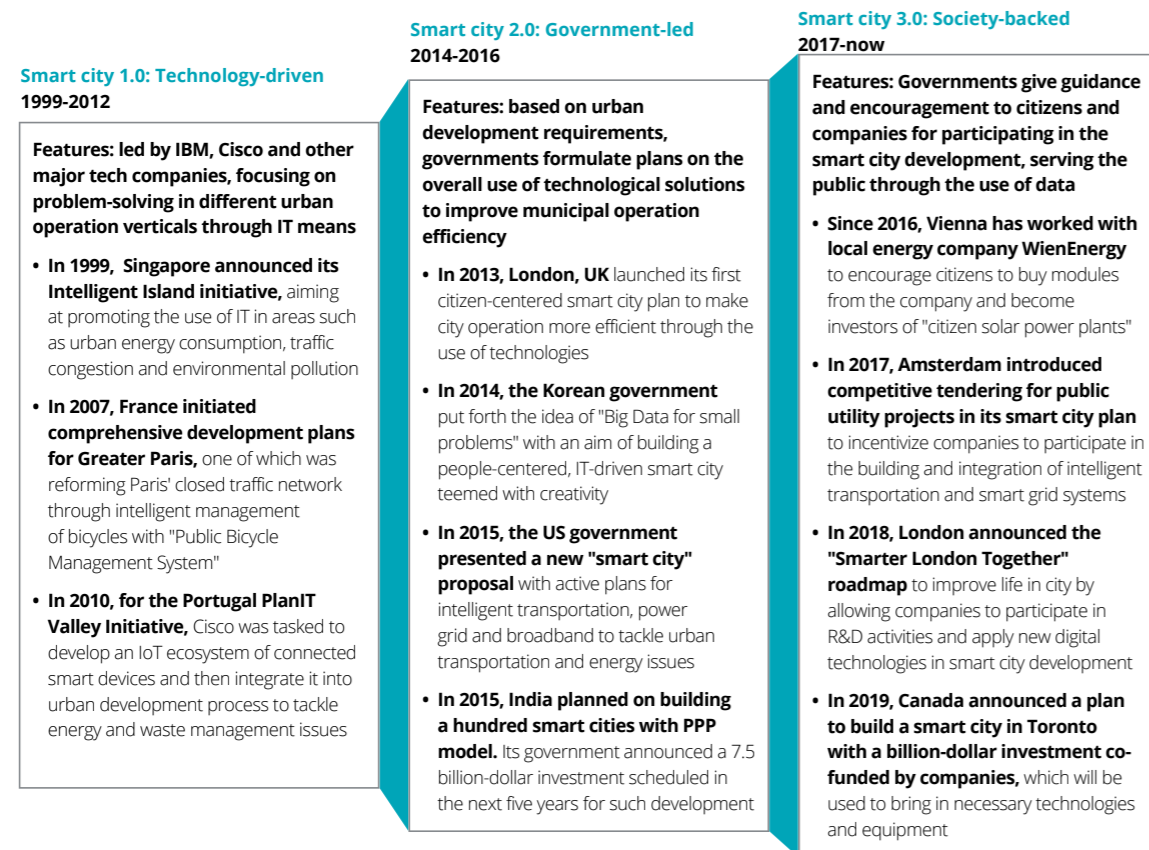 Smart city 1.0: Technology-driven
1999-2012
Features: led by IBM, Cisco and other
major tech companies, focusing on
problem-solving in different urban
operation verticals through IT means
• In 1999, Singapore announced its
Intelligent Island initiative, aiming
at promoting the use of IT in areas such
as urban energy consumption, traffic
congestion and environmental pollution
• In 2007, France initiated
comprehensive development plans
for Greater Paris, one of which was
reforming Paris' closed traffic network
through intelligent management
of bicycles with "Public Bicycle
Management System"
• In 2010, for the Portugal PlanIT
Valley Initiative, Cisco was tasked to
develop an IoT ecosystem of connected
smart devices and then integrate it into
urban development process to tackle
energy and waste management issues
Smart city 2.0: Government-led
2014-2016
Features: based on urban
development requirements,
governments formulate plans on the
overall use of technological solutions
to improve municipal operation
efficiency
• In 2013, London, UK launched its first
citizen-centered smart city plan to make
city operation more efficient through the
use of technologies
• In 2014, the Korean government
put forth the idea of "Big Data for small
problems" with an aim of building a
people-centered, IT-driven smart city
teemed with creativity
• In 2015, the US government
presented a new "smart city"
proposal with active plans for
intelligent transportation, power
grid and broadband to tackle urban
transportation and energy issues
• In 2015, India planned on building
a hundred smart cities with PPP
model. Its government announced a 7.5
billion-dollar investment scheduled in
the next five years for such development
Smart city 3.0: Society-backed
2017-now
Features: Governments give guidance
and encouragement to citizens and
companies for participating in the
smart city development, serving the
public through the use of data
• Since 2016, Vienna has worked with
local energy company WienEnergy
to encourage citizens to buy modules
from the company and become
investors of "citizen solar power plants"
• In 2017, Amsterdam introduced
competitive tendering for public
utility projects in its smart city plan
to incentivize companies to participate in
the building and integration of intelligent
transportation and smart grid systems
• In 2018, London announced the
"Smarter London Together"
roadmap to improve life in city by
allowing companies to participate in
R&D activities and apply new digital
technologies in smart city development
• In 2019, Canada announced a plan
to build a smart city in Toronto
with a billion-dollar investment co-
funded by companies, which will be
used to bring in necessary technologies
and equipment